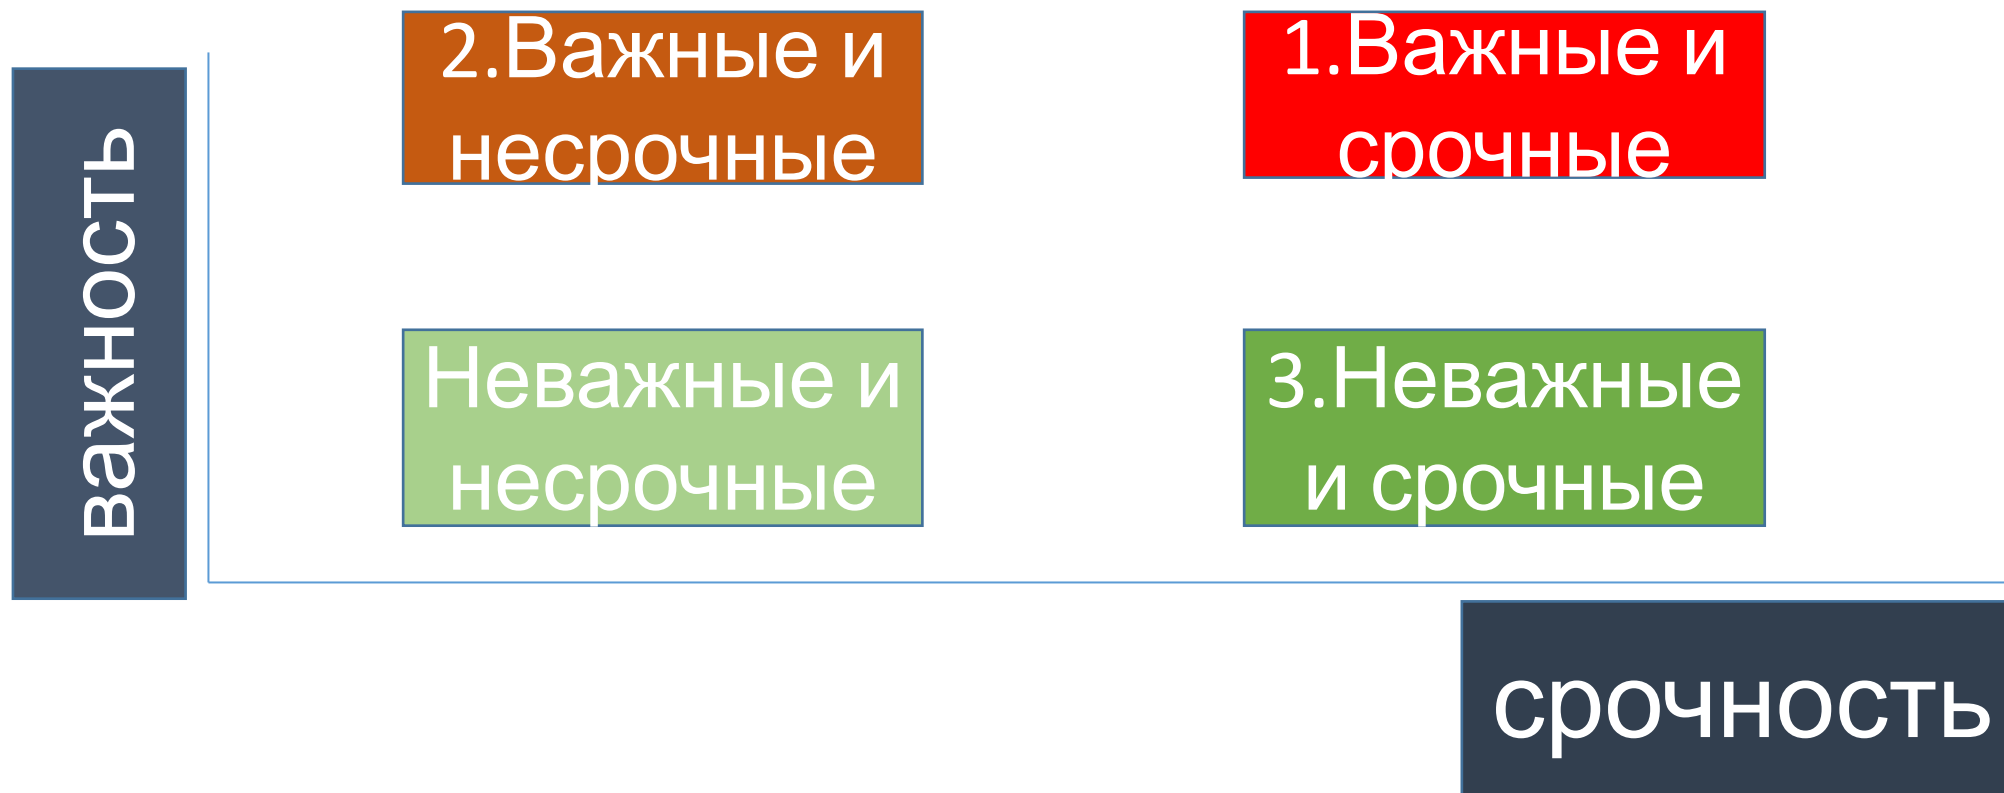 важность
2.Важные и
несрочные
1.Важные и
срочные
Неважные и
несрочные
3.Неважные
и срочные
срочность